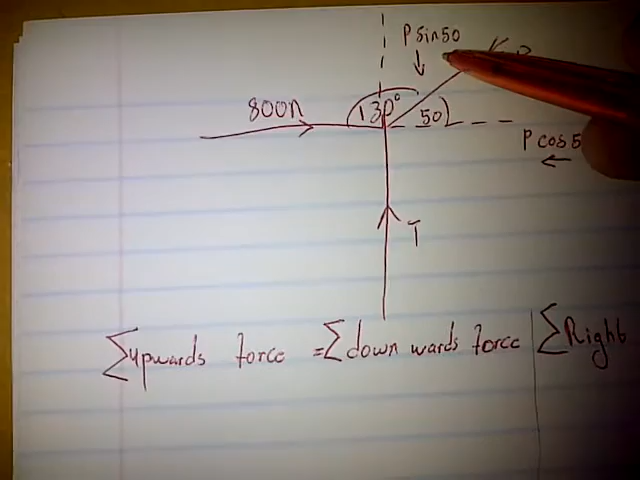 P sin 50
800n
130°
50
P cos 5
T
∑upwards force = ∑down wards force | ∑Right